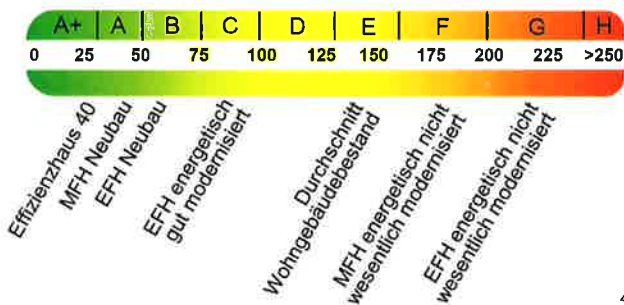 A+ A B C D E F G H
0 25 50 75 100 125 150 175 200 225 >250
Effizienzhaus 40
MFH Neubau
EFH Neubau
EFH energetisch
gut modernisiert
Durchschnitt
Wohngebäudebestand
MFH energetisch nicht
wesentlich modernisiert
EFH energetisch nicht
wesentlich modernisiert